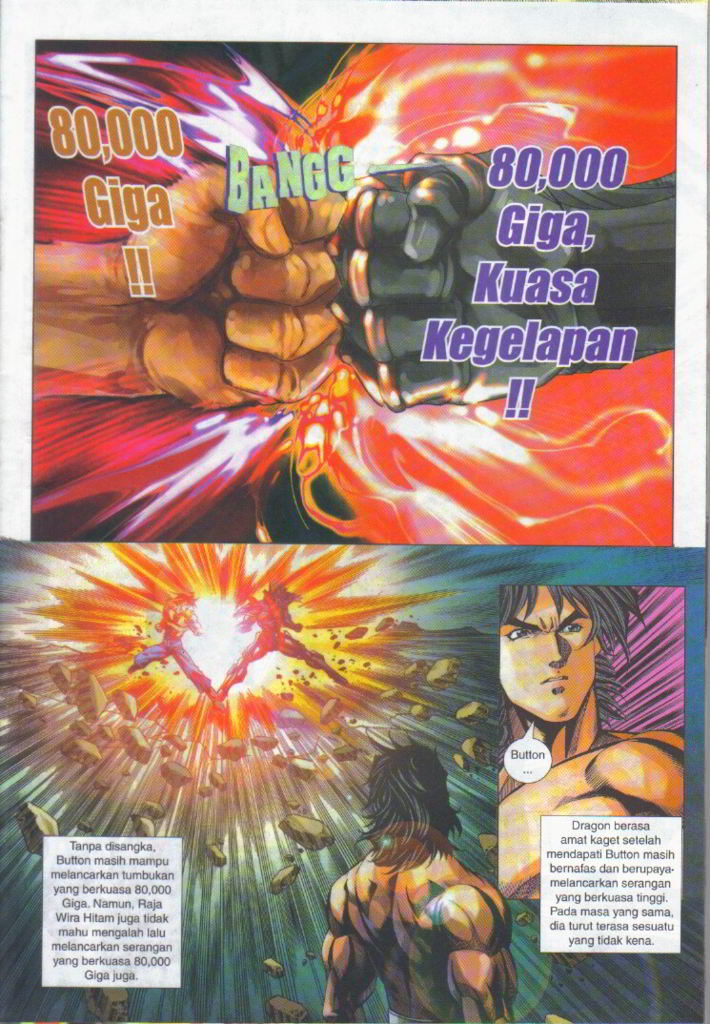 80,000
Giga
!!
BANGG
80,000
Giga,
Kuasa
Kegelapan
!!
Button
...
Tanpa disangka,
Button masih mampu
melancarkan tumbukan
yang berkuasa 80,000
Giga. Namun, Raja
Wira Hitam juga tidak
mahu mengalah lalu
melancarkan serangan
yang berkuasa 80,000
Giga juga.
Dragon berasa
amat kaget setelah
mendapati Button masih
bernafas dan berupaya-
melancarkan serangan
yang berkuasa tinggi.
Pada masa yang sama,
dia turut terasa sesuatu
yang tidak kena.